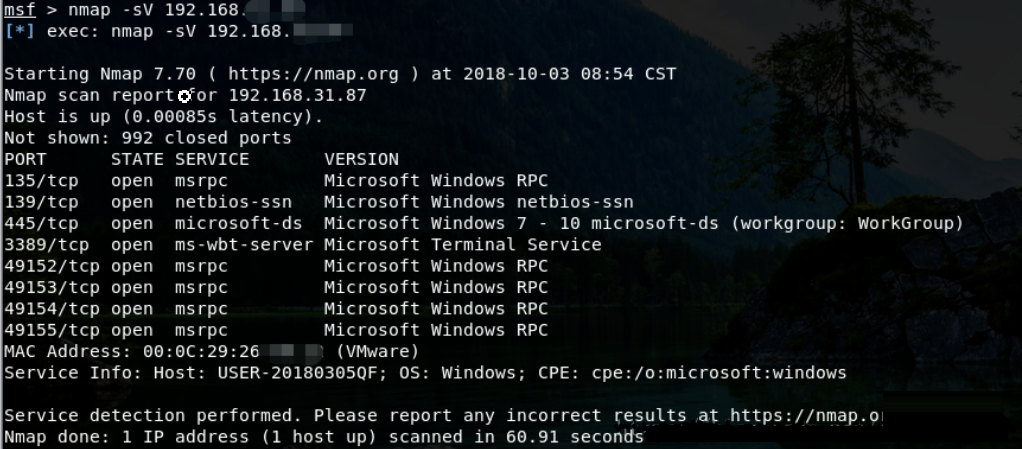 msf > nmap -sV 192.168.
[*] exec: nmap -sV 192.168.
Starting Nmap 7.70 ( https://nmap.org ) at 2018-10-03 08:54 CST
Nmap scan report for 192.168.31.87
Host is up (0.00085s latency).
Not shown: 992 closed ports
PORT STATE SERVICE VERSION
135/tcp open msrpc Microsoft Windows RPC
139/tcp open netbios-ssn Microsoft Windows netbios-ssn
445/tcp open microsoft-ds Microsoft Windows 7 - 10 microsoft-ds (workgroup: WorkGroup)
3389/tcp open ms-wbt-server Microsoft Terminal Service
49152/tcp open msrpc Microsoft Windows RPC
49153/tcp open msrpc Microsoft Windows RPC
49154/tcp open msrpc Microsoft Windows RPC
49155/tcp open msrpc Microsoft Windows RPC
MAC Address: 00:0C:29:26 (VMware)
Service Info: Host: USER-20180305QF; OS: Windows; CPE: cpe:/o:microsoft:windows
Service detection performed. Please report any incorrect results at https://nmap.o
Nmap done: 1 IP address (1 host up) scanned in 60.91 seconds